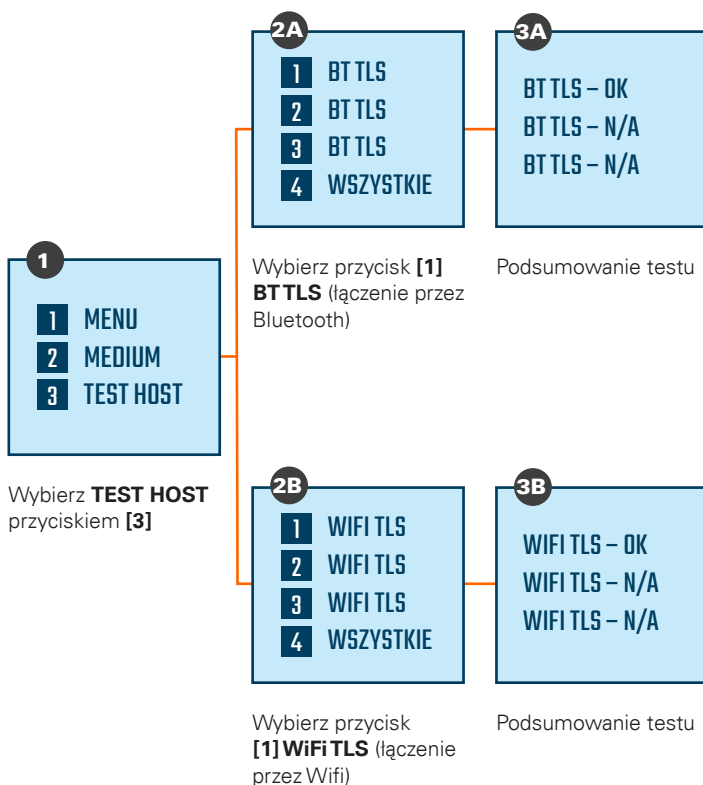 1
1 MENU
2 MEDIUM
3 TEST HOST
Wybierz TEST HOST
przyciskiem [3]
2A
1 BT TLS
2 BT TLS
3 BT TLS
4 WSZYSTKIE
Wybierz przycisk [1]
BT TLS (łączenie przez
Bluetooth)
3A
BT TLS – OK
BT TLS – N/A
BT TLS – N/A
Podsumowanie testu
2B
1 WIFI TLS
2 WIFI TLS
3 WIFI TLS
4 WSZYSTKIE
Wybierz przycisk
[1] WiFi TLS (łączenie
przez Wifi)
3B
WIFI TLS – OK
WIFI TLS – N/A
WIFI TLS – N/A
Podsumowanie testu